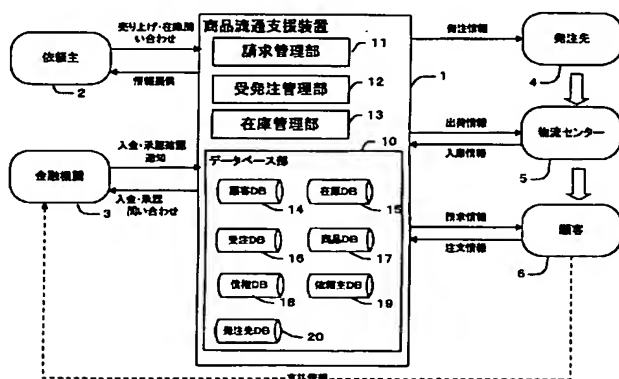 商品流通支援装置
売り上げ・在庫問
い合わせ
依頼主
2
情報提供
請求管理部
11
受発注管理部
12
在庫管理部
13
1
10
発注情報
発注先
4
出荷情報
入庫情報
物流センター
5
入金・承認確認
通知
金融機関
3
入金・承認
問い合わせ
データベース部
顧客DB
14
在庫DB
15
受注DB
16
商品DB
17
債権DB
18
依頼主DB
19
発注先DB
20
請求情報
注文情報
顧客
6
支払情報